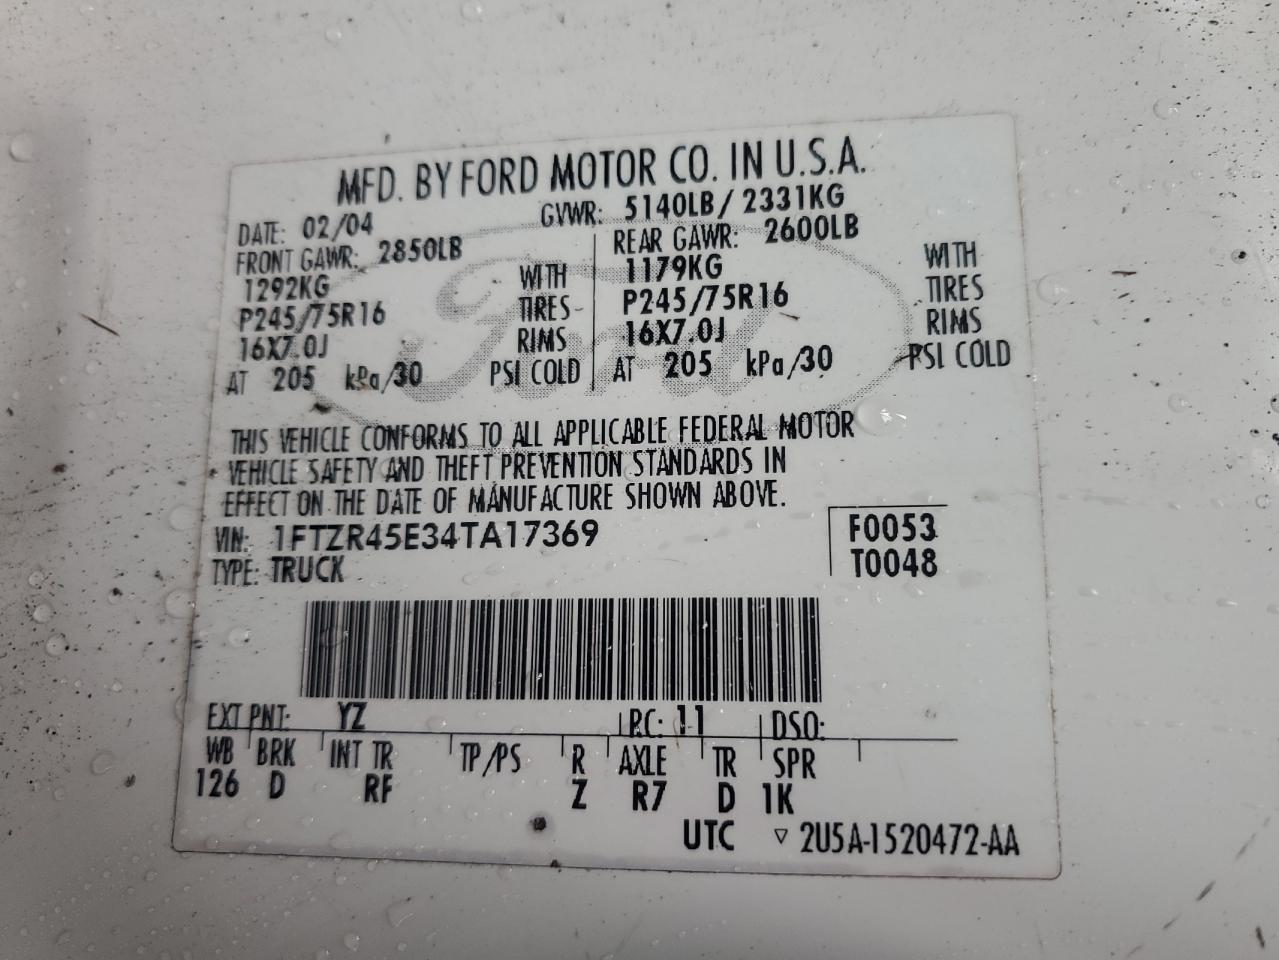 MFD. BY FORD MOTOR CO. IN U.S.A.
DATE: 02/04 GVWR: 5140LB/ 2331KG
FRONT GAWR: 2850LB REAR GAWR: 2600LB
1292KG WITH 1179KG WITH
P245/75R16 TIRES P245/75R16 TIRES
16X7.0J RIMS 16X7.0J RIMS
AT 205 kPa/30 PSI COLD AT 205 kPa/30 PSI COLD
Ford
THIS VEHICLE CONFORMS TO ALL APPLICABLE FEDERAL MOTOR
VEHICLE SAFETY AND THEFT PREVENTION STANDARDS IN
EFFECT ON THE DATE OF MANUFACTURE SHOWN ABOVE.
VIN: 1FTZR45E34TA17369 F0053
TYPE: TRUCK T0048
EXT PNT: YZ RC: 11 DSO:
WB BRK INT TR TP/PS R AXLE TR SPR
126 D RF Z R7 D 1K
UTC ▽ 2U5A-1520472-AA